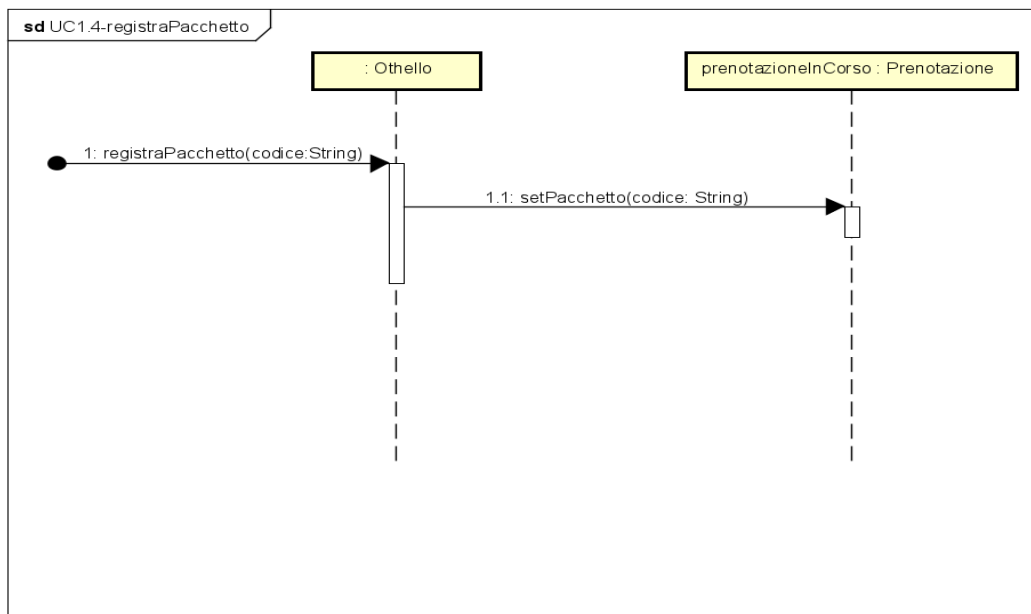 sd UC1.4-registraPacchetto
: Othello
prenotazioneInCorso : Prenotazione
1: registraPacchetto(codice:String)
1.1: setPacchetto(codice: String)